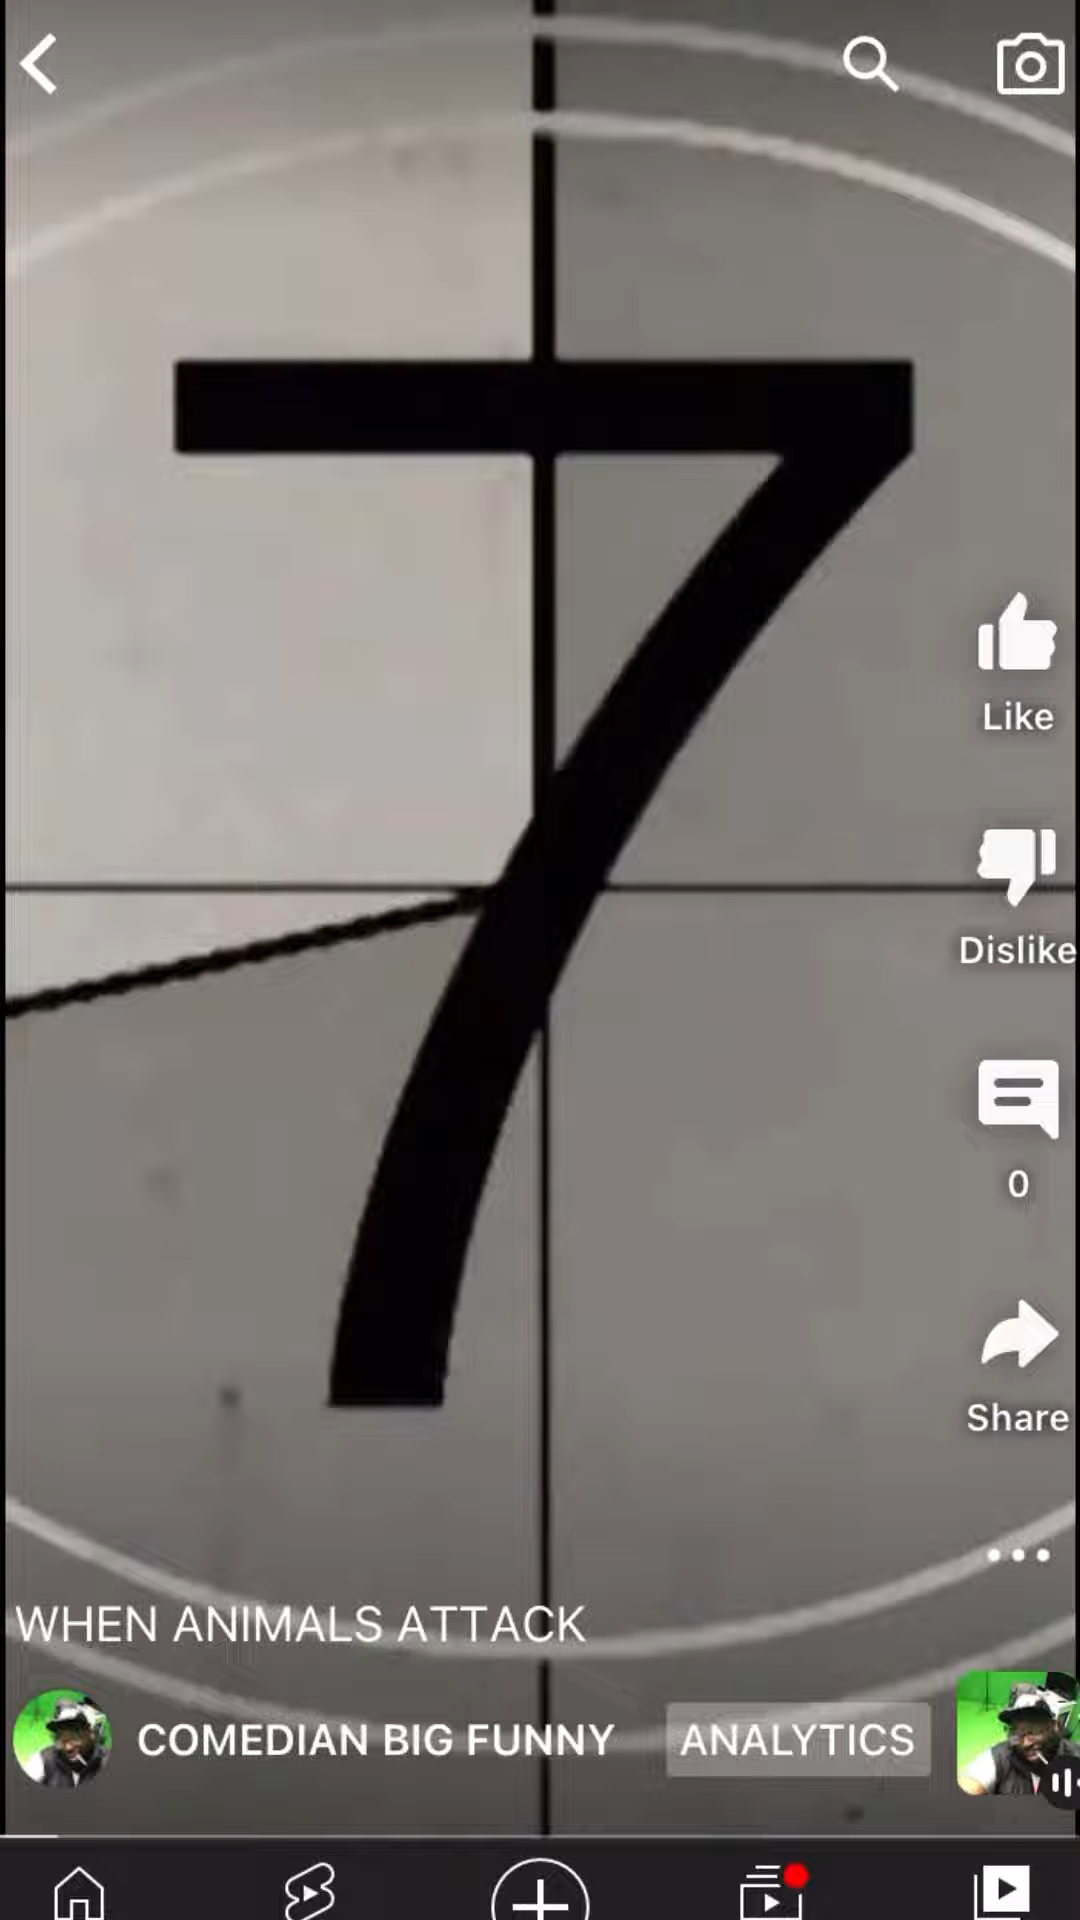 7
Like
Dislike
0
Share
WHEN ANIMALS ATTACK
COMEDIAN BIG FUNNY
ANALYTICS